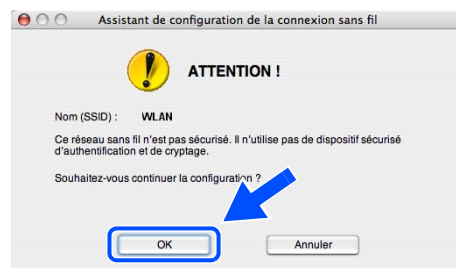 Assistant de configuration de la connexion sans fil
ATTENTION !
Nom (SSID) : WLAN
Ce réseau sans fil n'est pas sécurisé. Il n'utilise pas de dispositif sécurisé
d'authentification et de cryptage.
Souhaitez-vous continuer la configuration ?
OK Annuler